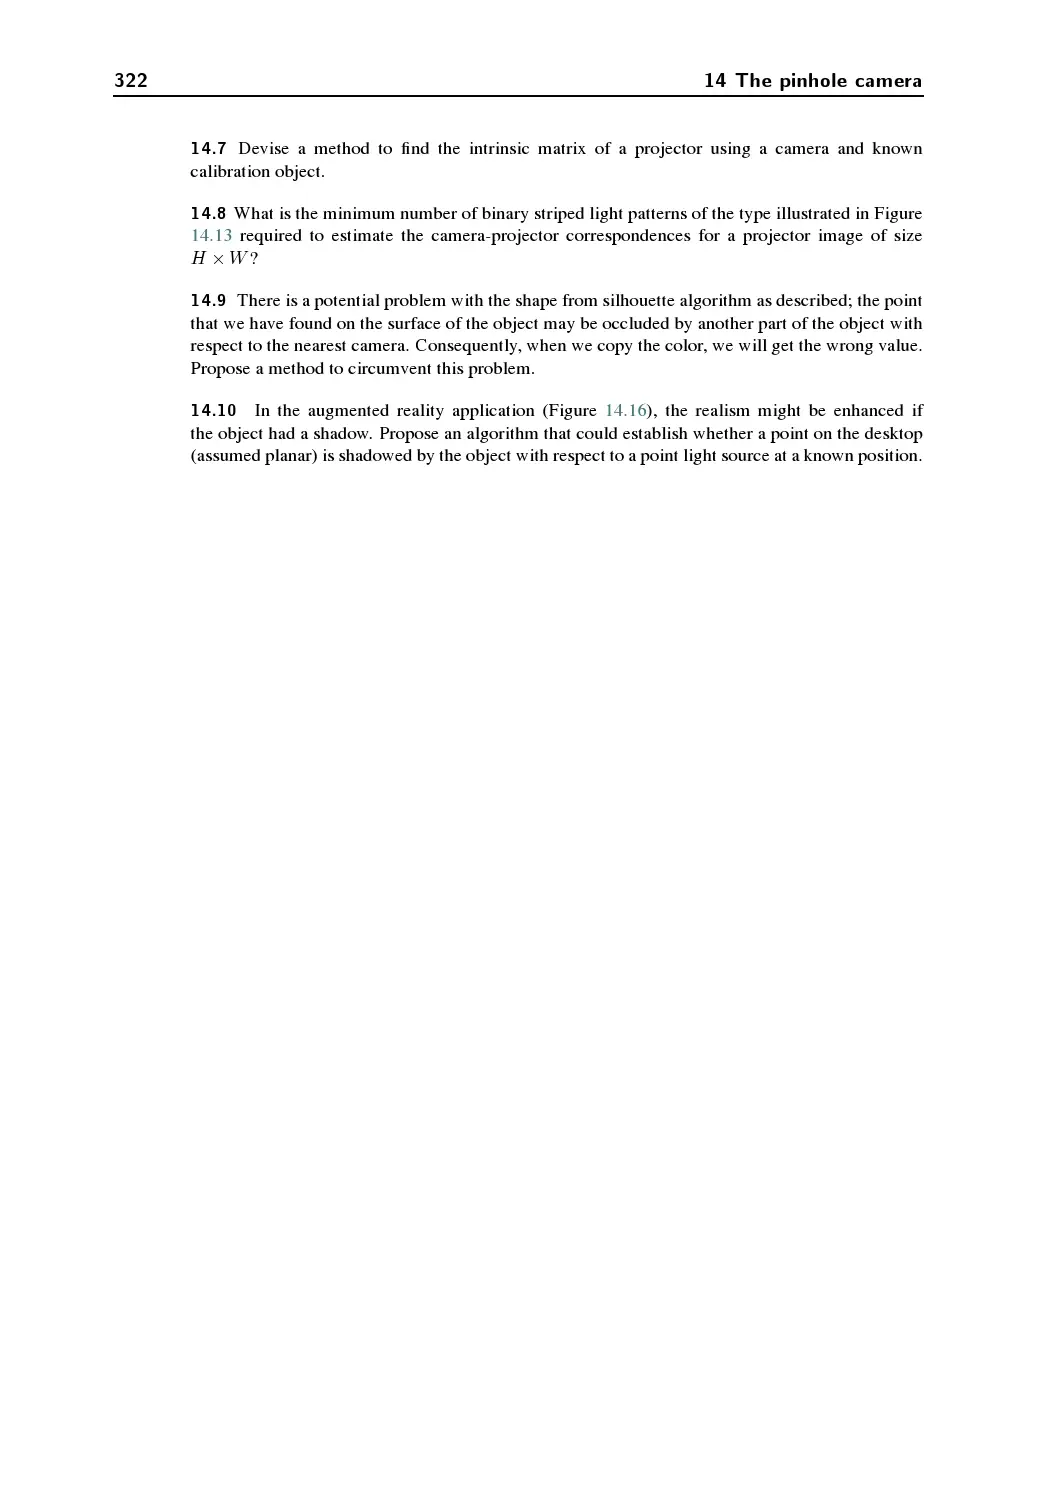 322
14 The pinhole camera
14.7 Devise a method to find the intrinsic matrix of a projector using a camera and known
calibration object.
14.8 What is the minimum number of binary striped light patterns of the type illustrated in Figure
14.13 required to estimate the camera-projector correspondences for a projector image of size
H × W?
14.9 There is a potential problem with the shape from silhouette algorithm as described; the point
that we have found on the surface of the object may be occluded by another part of the object with
respect to the nearest camera. Consequently, when we copy the color, we will get the wrong value.
Propose a method to circumvent this problem.
14.10 In the augmented reality application (Figure 14.16), the realism might be enhanced if
the object had a shadow. Propose an algorithm that could establish whether a point on the desktop
(assumed planar) is shadowed by the object with respect to a point light source at a known position.